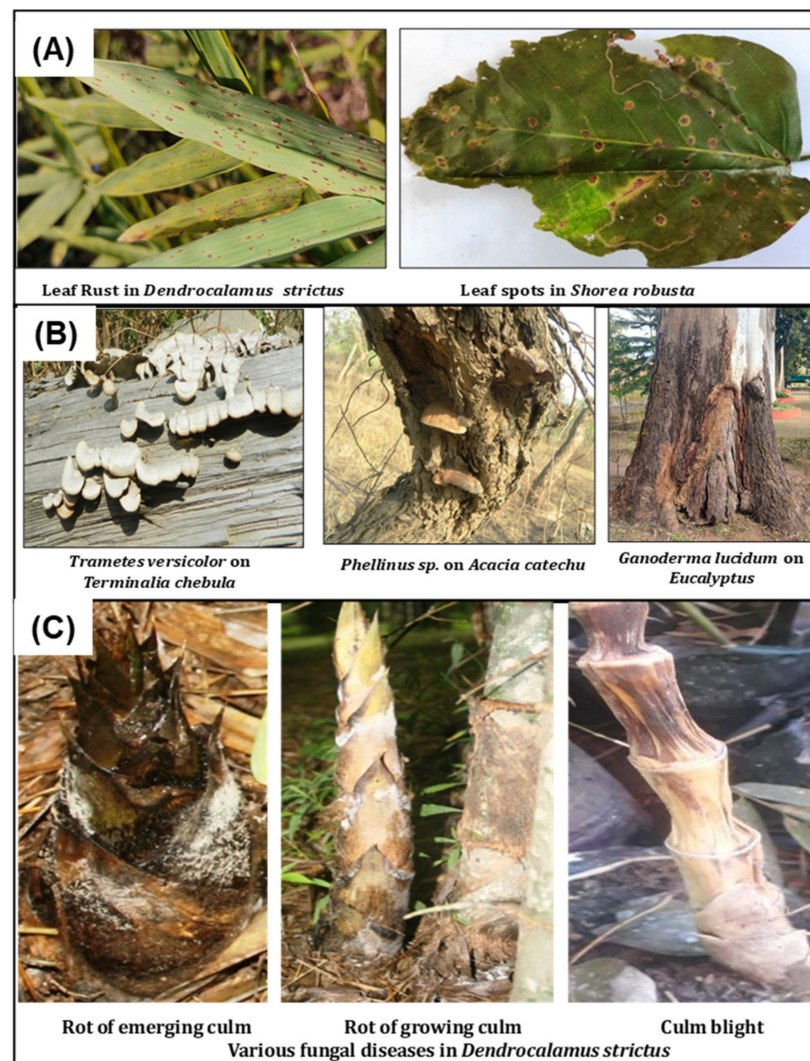 (A)
Leaf Rust in Dendrocalamus strictus
Leaf spots in Shorea robusta
(B)
Trametes versicolor on
Terminalia chebula
Phellinus sp. on Acacia catechu
Ganoderma lucidum on
Eucalyptus
(C)
Rot of emerging culm
Rot of growing culm
Culm blight
Various fungal diseases in Dendrocalamus strictus